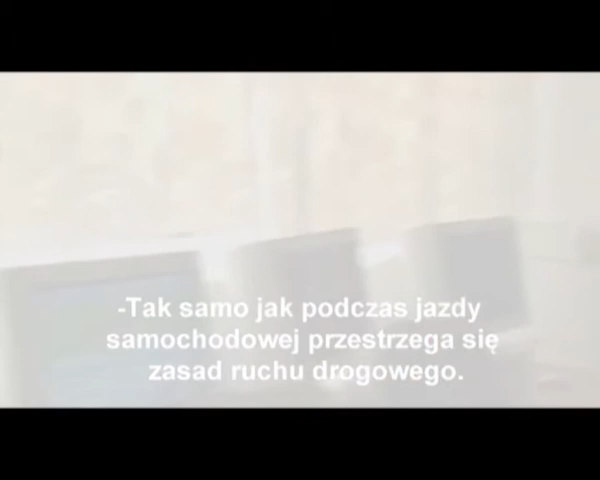 -Tak samo jak podczas jazdy
samochodowej przestrzega się
zasad ruchu drogowego.